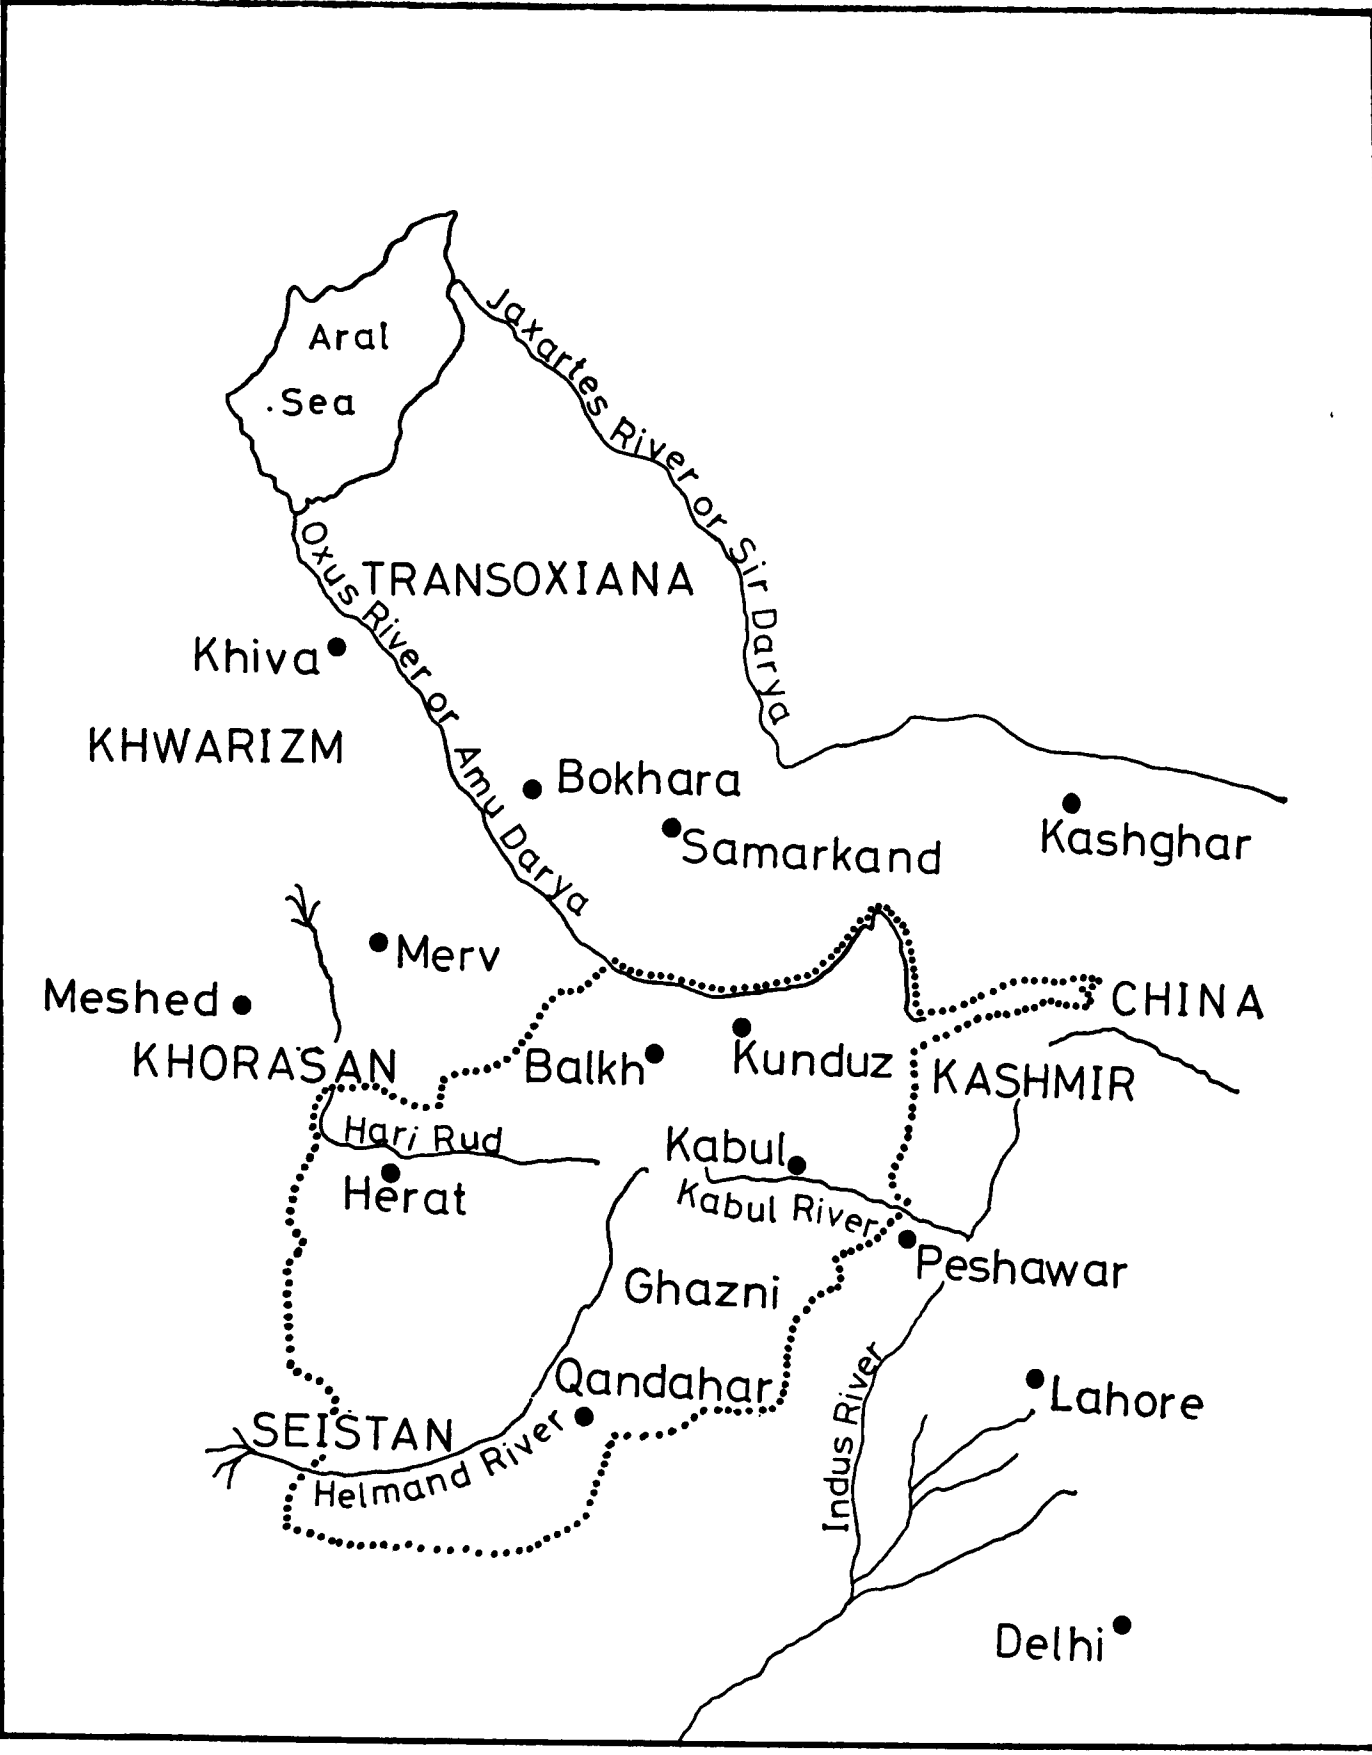 Aral
Sea
Jaxartes River or Sir Darya
Oxus River or Amu Darya
TRANSOXIANA
Khiva
KHWARIZM
Bokhara
Samarkand
Kashghar
Merv
Meshed
CHINA
KHORASAN
Balkh
Kunduz
KASHMIR
Hari Rud
Kabul
Herat
Kabul River
Peshawar
Ghazni
Qandahar
Lahore
SEISTAN
Helmand River
Indus River
Delhi